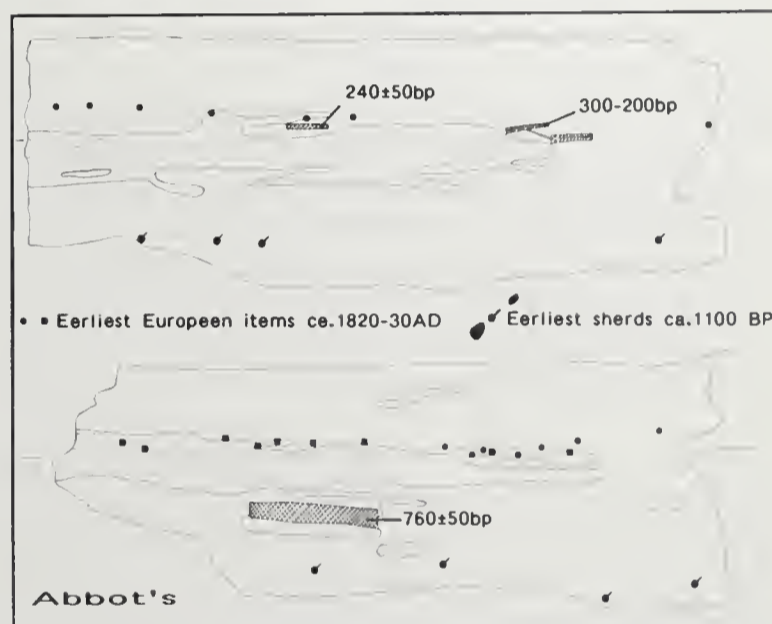 240±50bp
300-200bp
• ▪ Eerliest Europeen items ce.1820-30AD
Eerliest sherds ca.1100 BP
760±50bp
Abbot's